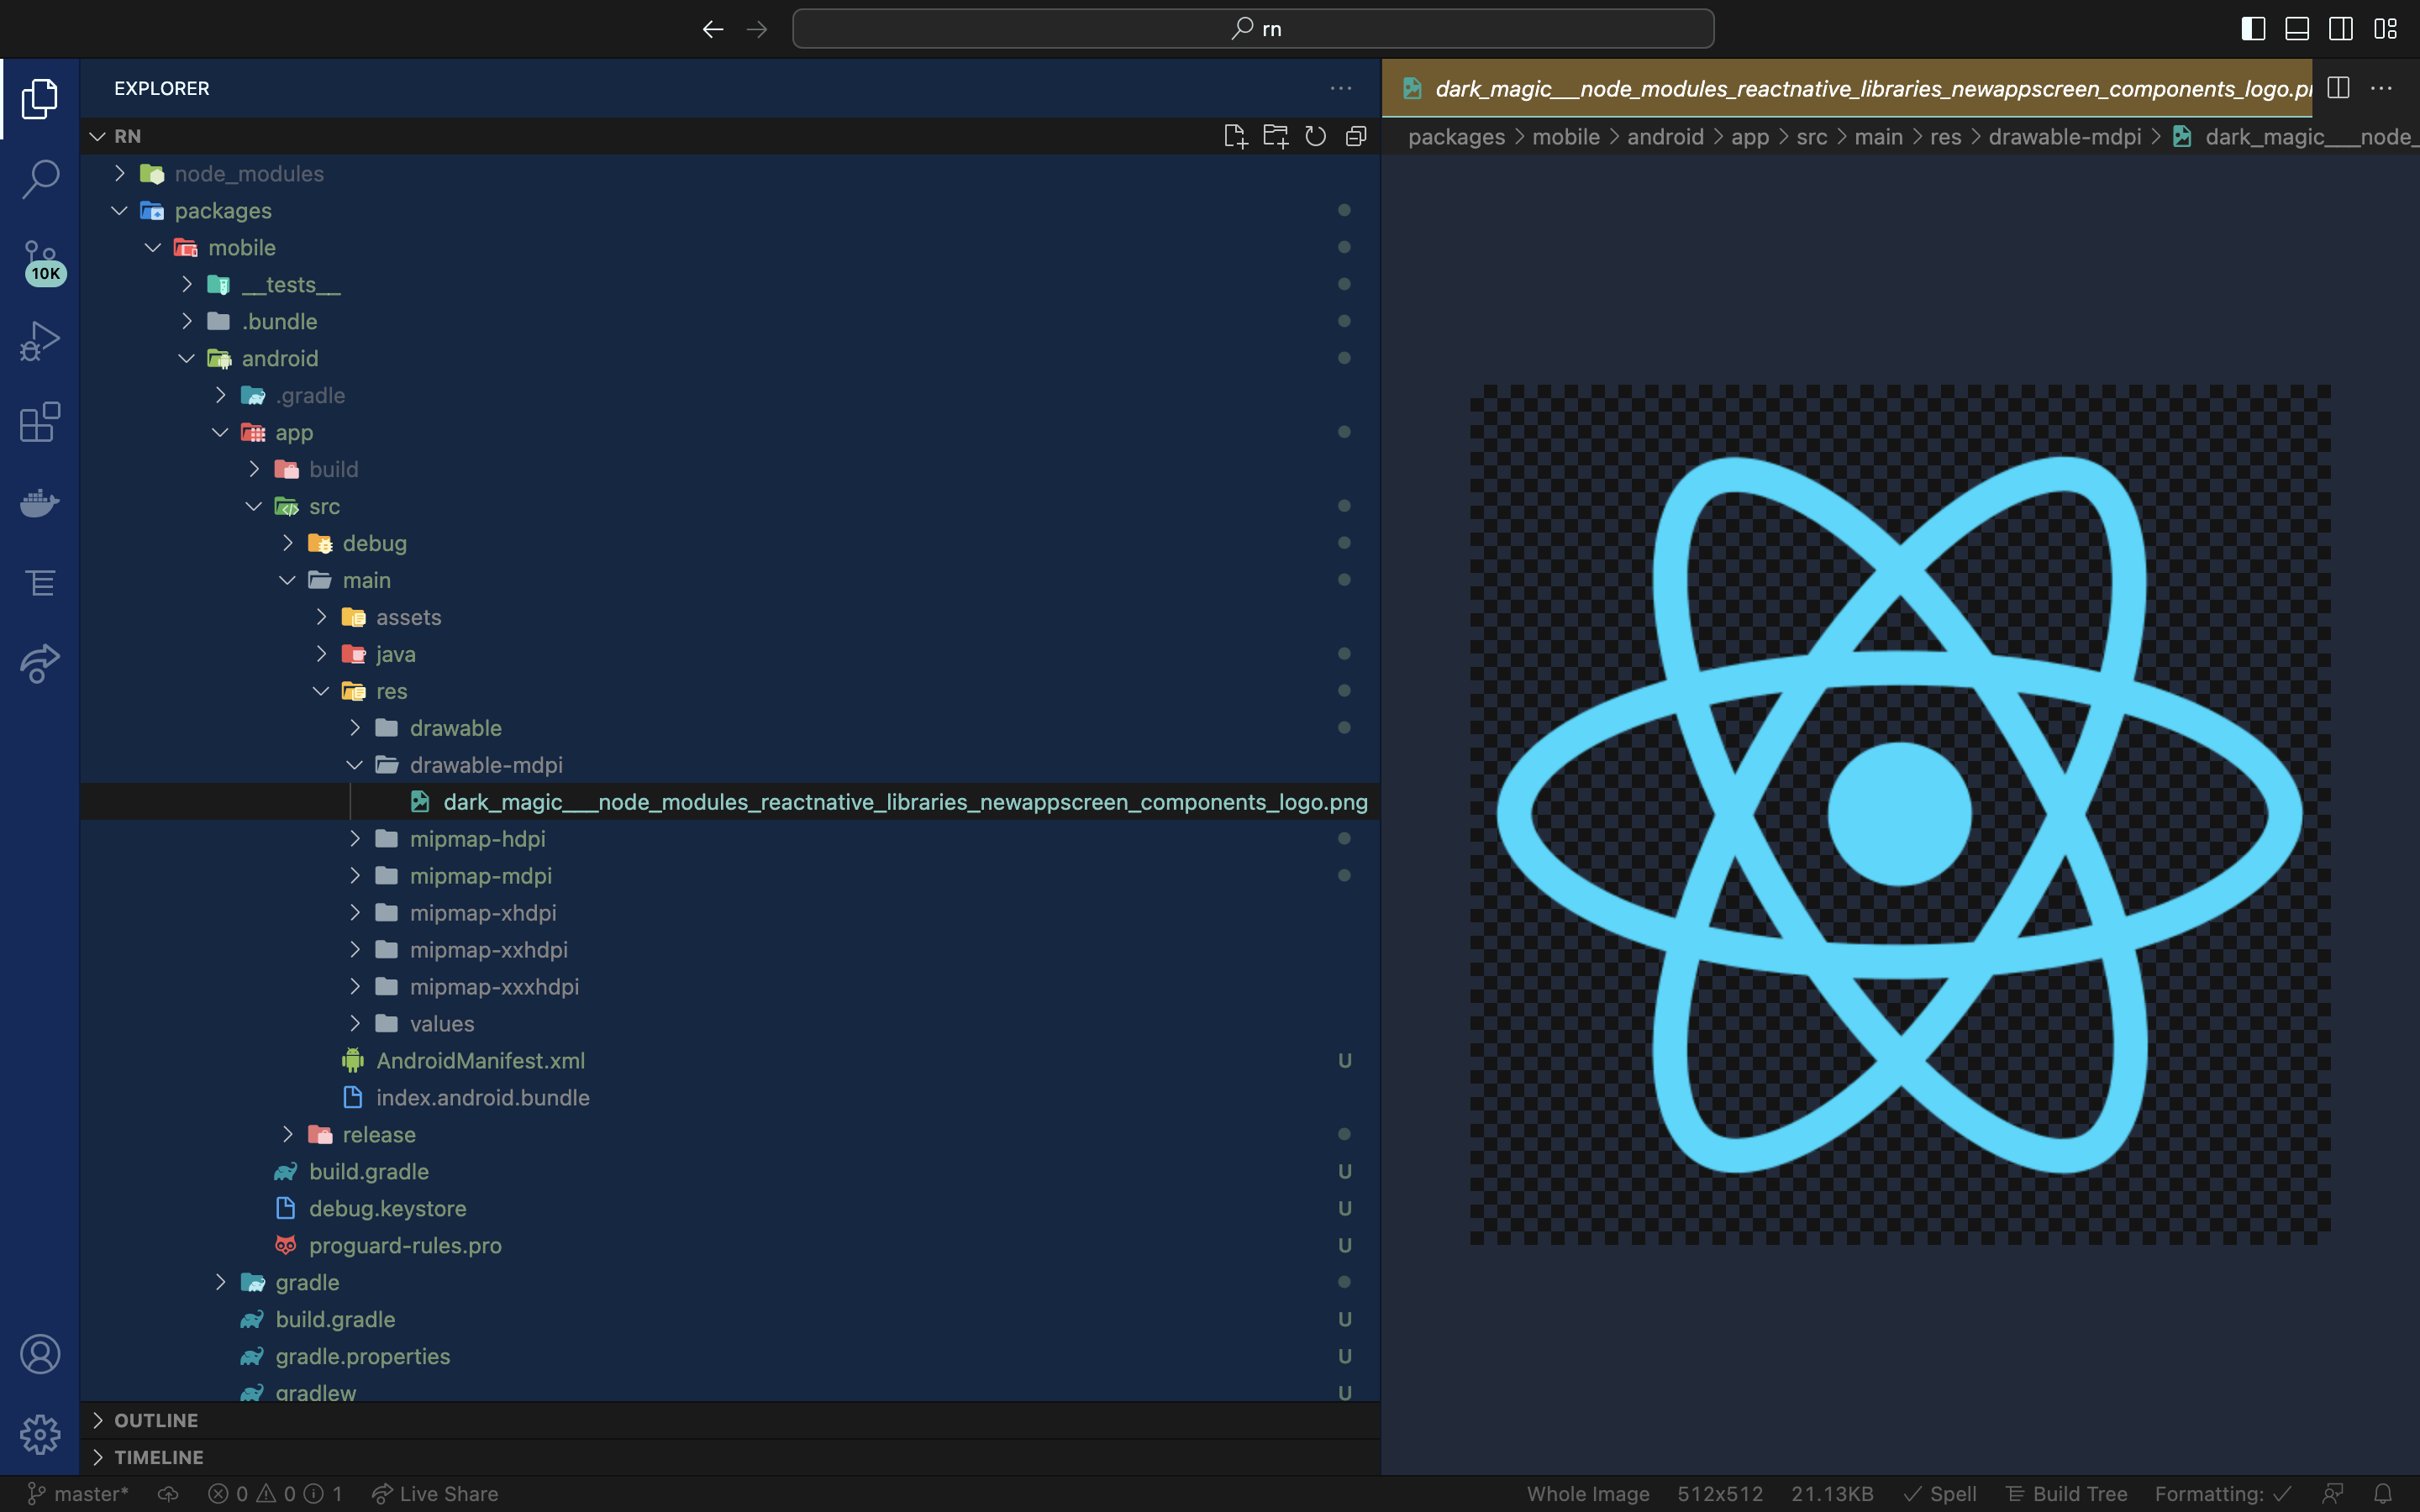 rn
EXPLORER
RN
node_modules
packages
mobile
__tests__
.bundle
android
.gradle
app
build
src
debug
main
assets
java
res
drawable
drawable-mdpi
dark_magic___node_modules_reactnative_libraries_newappscreen_components_logo.png
mipmap-hdpi
mipmap-mdpi
mipmap-xhdpi
mipmap-xxhdpi
mipmap-xxxhdpi
values
AndroidManifest.xml U
index.android.bundle
release
build.gradle U
debug.keystore U
proguard-rules.pro U
gradle
build.gradle U
gradle.properties U
gradlew U
OUTLINE
TIMELINE
10K
dark_magic___node_modules_reactnative_libraries_newappscreen_components_logo.p
packages > mobile > android > app > src > main > res > drawable-mdpi > dark_magic___node_
master* 0 0 1 Live Share Whole Image 512x512 21.13KB Spell Build Tree Formatting: